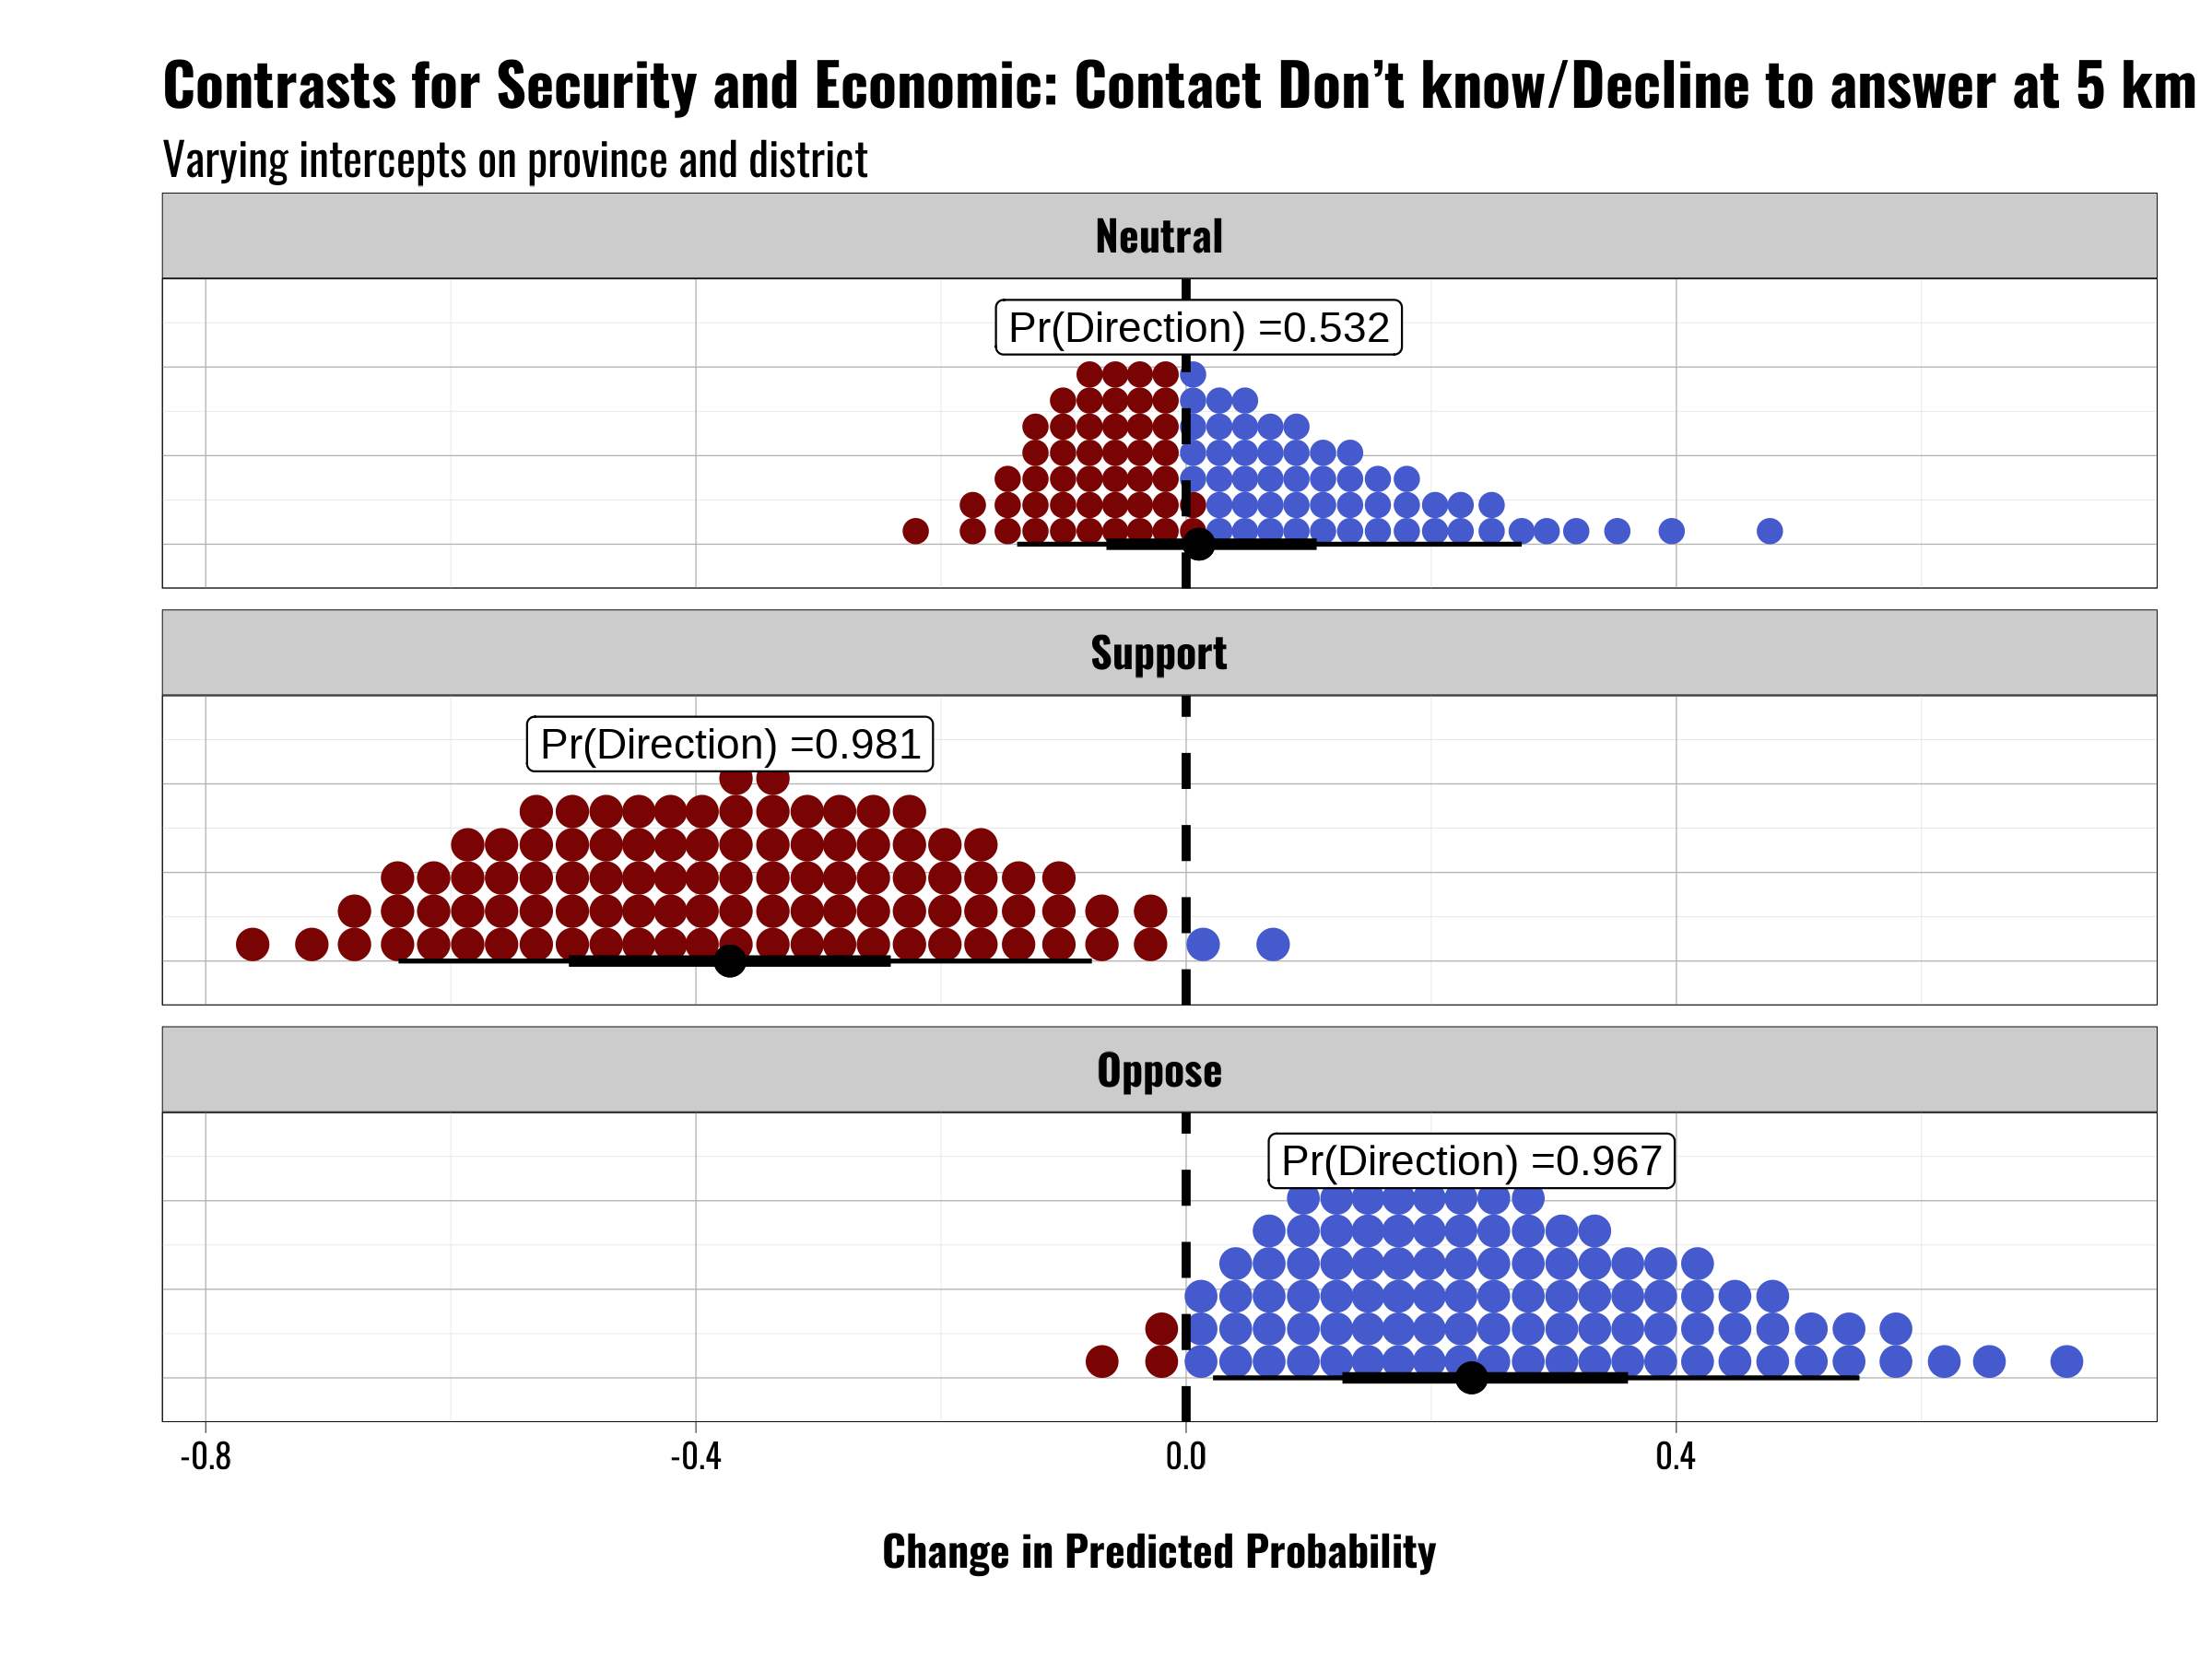 Contrasts for Security and Economic: Contact Don’t know/Decline to answer at 5 km
Varying intercepts on province and district
Neutral
Pr(Direction) =0.532
Support
Pr(Direction) =0.981
Oppose
Pr(Direction) =0.967
-0.8 -0.4 0.0 0.4
Change in Predicted Probability